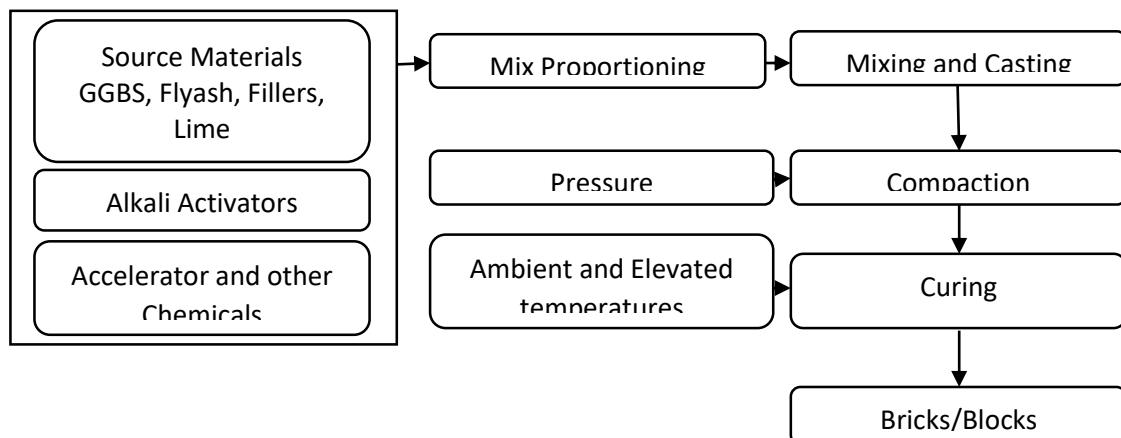 Source Materials
GGBS, Flyash, Fillers,
Lime
Alkali Activators
Accelerator and other
Chemicals
Mix Proportioning
Mixing and Casting
Pressure
Compaction
Ambient and Elevated
temperatures
Curing
Bricks/Blocks